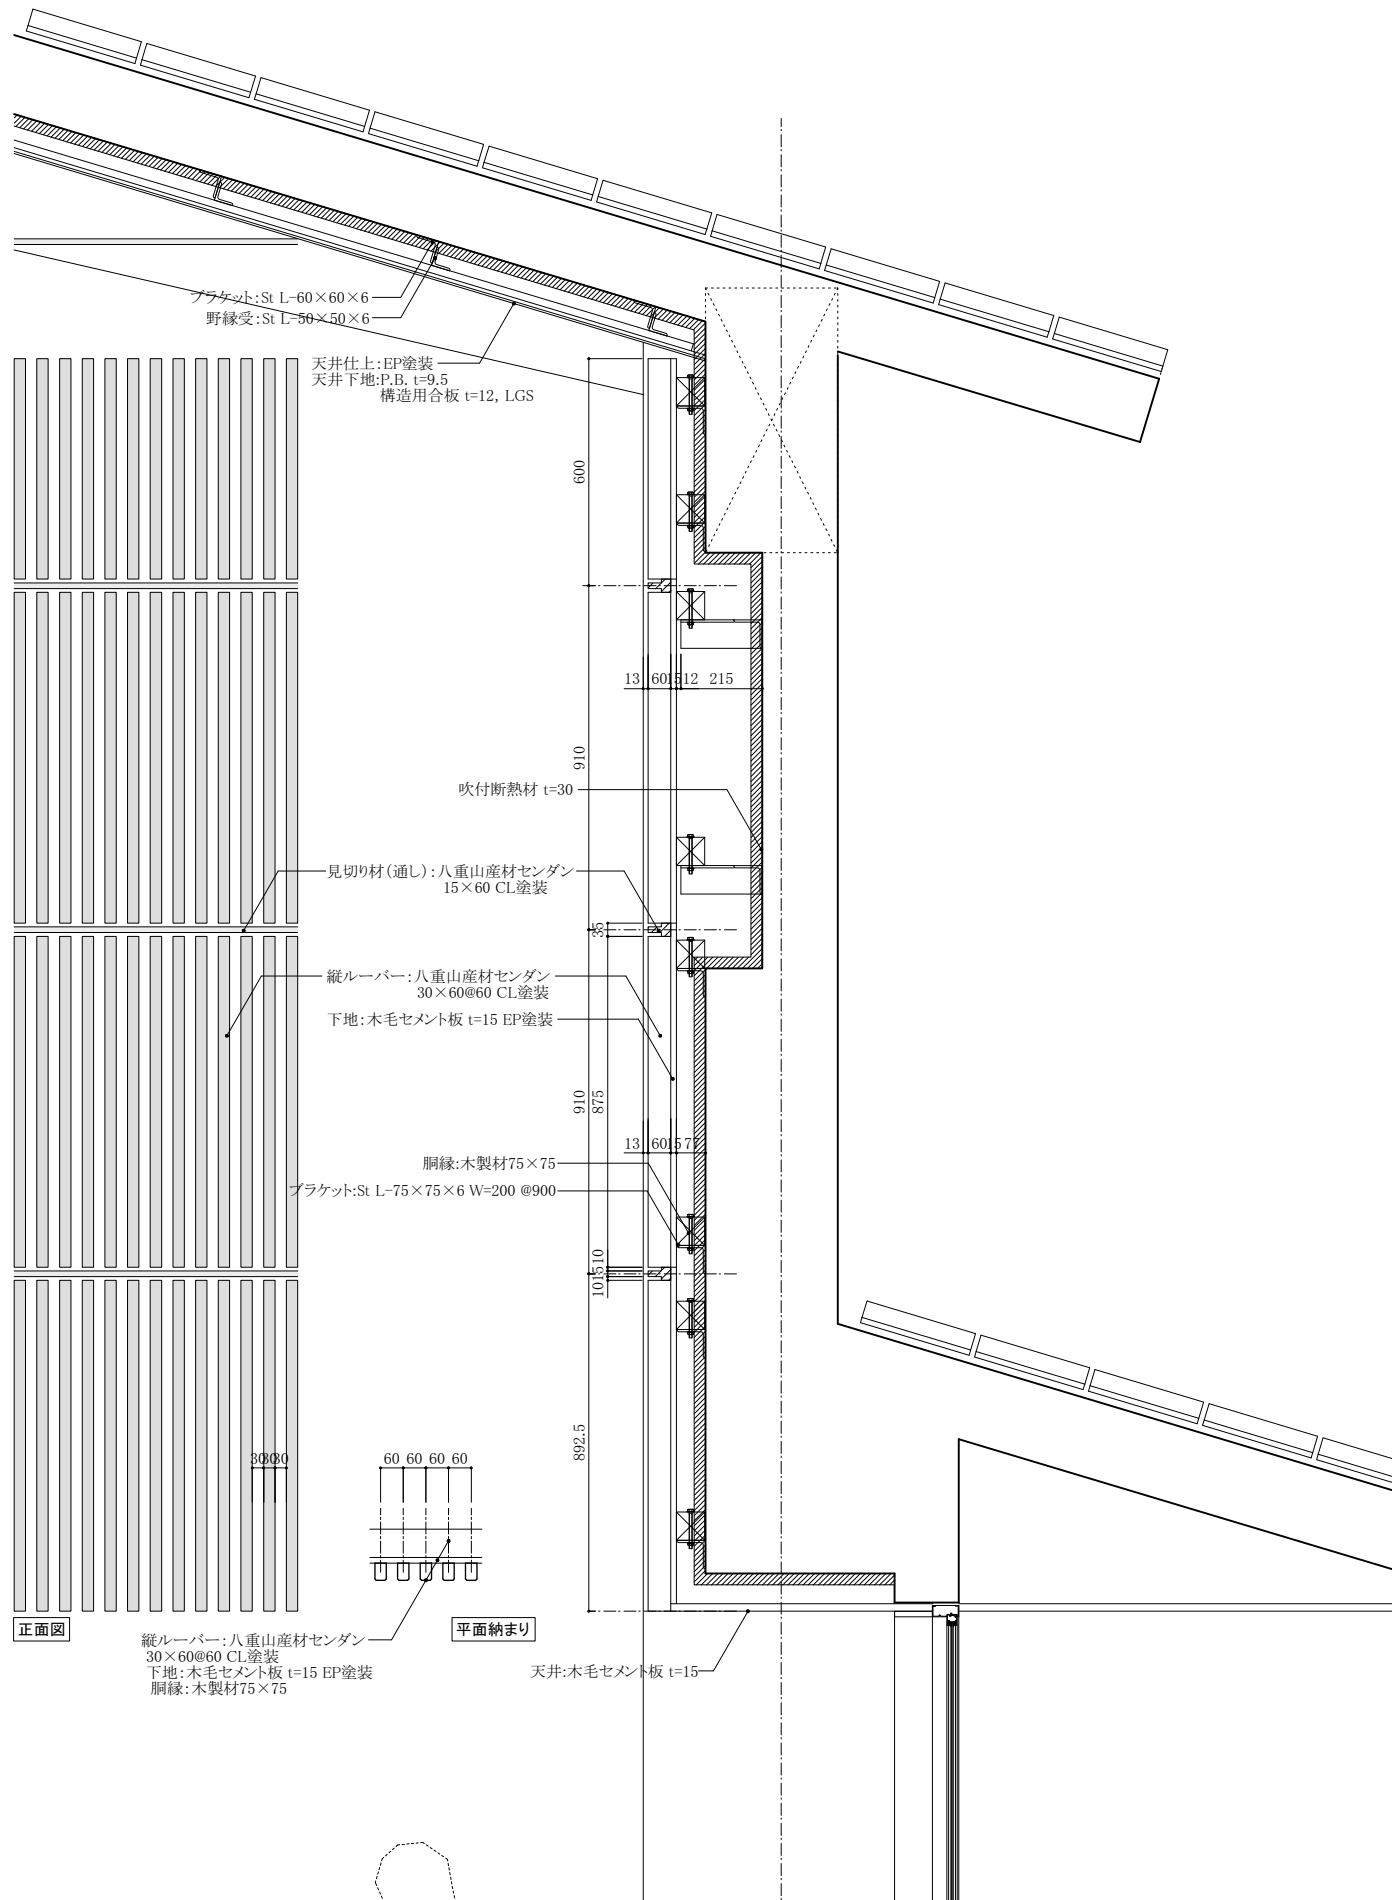 ブラケット:St L-60×60×6
野縁受:St L-50×50×6
天井仕上:EP塗装
天井下地:P.B. t=9.5
構造用合板 t=12, LGS
600
13 60 15 12 215
910
吹付断熱材 t=30
見切り材(通し):八重山産材センダン
15×60 CL塗装
35
縦ルーバー:八重山産材センダン
30×60@60 CL塗装
下地:木毛セメント板 t=15 EP塗装
910
875
13 60 15 77
胴縁:木製材75×75
ブラケット:St L-75×75×6 W=200 @900
10 15 10
892.5
30 30 30
60 60 60 60
正面図
平面納まり
縦ルーバー:八重山産材センダン
30×60@60 CL塗装
下地:木毛セメント板 t=15 EP塗装
胴縁:木製材75×75
天井:木毛セメント板 t=15